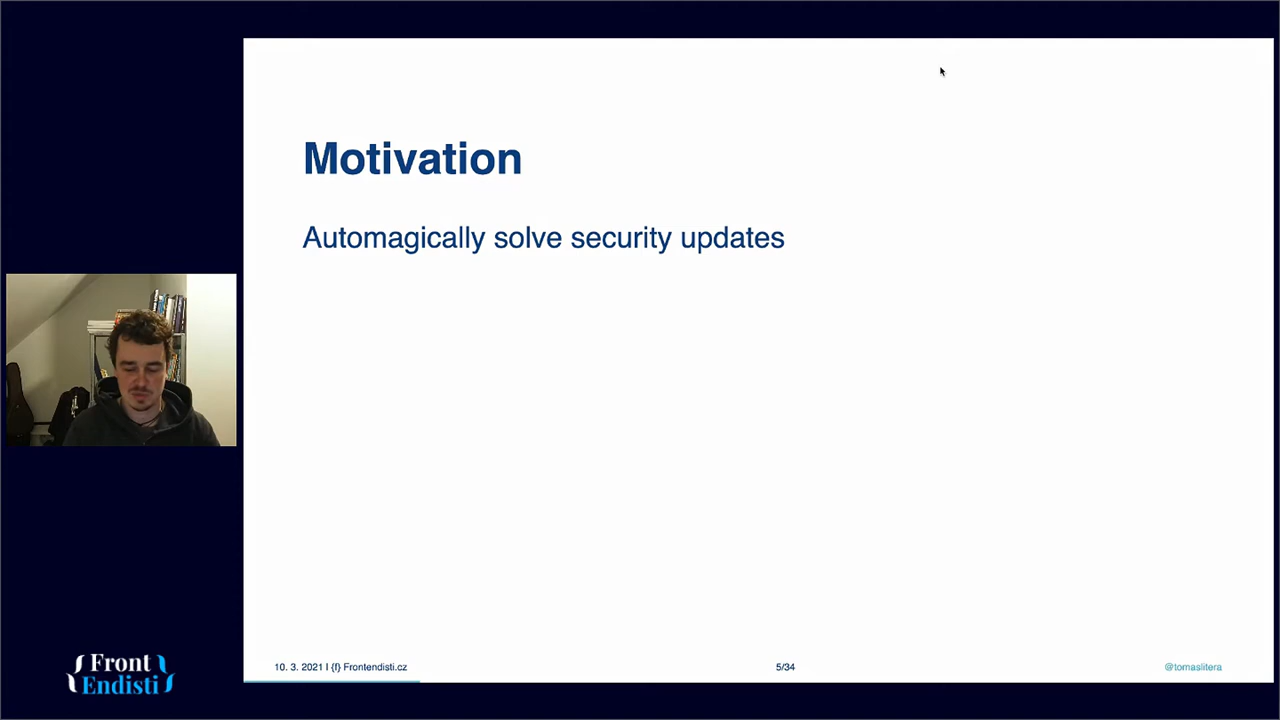 Motivation
Automagically solve security updates
10. 3. 2021 | {f} Frontendisti.cz
5/34
@tomaslitera
{Front}
{Endisti}